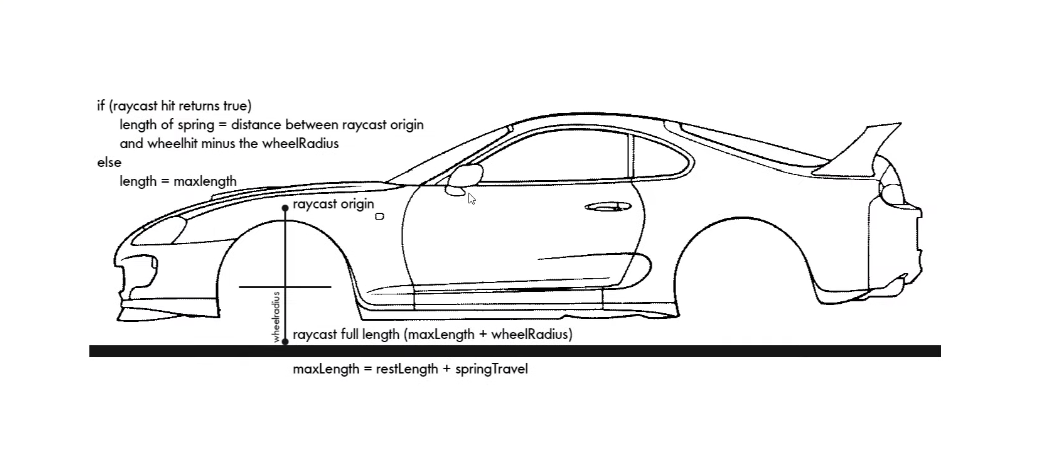 if (raycast hit returns true)
length of spring = distance between raycast origin
and wheelhit minus the wheelRadius
else
length = maxlength
raycast origin
wheelradius
raycast full length (maxLength + wheelRadius)
maxLength = restLength + springTravel